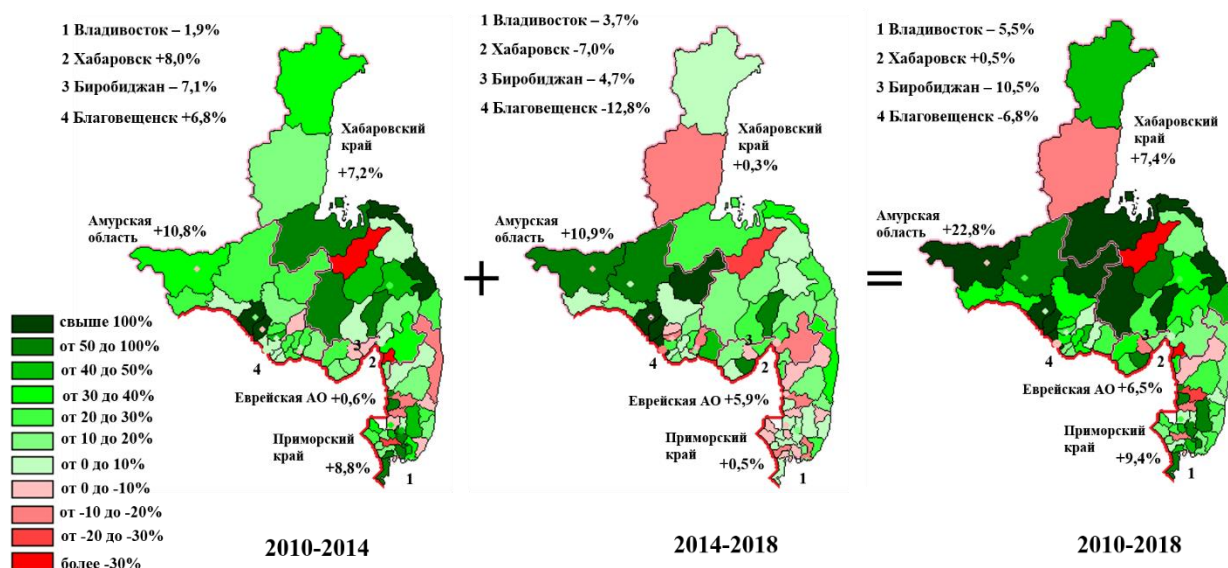 1 Владивосток – 1,9%
2 Хабаровск +8,0%
3 Биробиджан – 7,1%
4 Благовещенск +6,8%
Хабаровский
край
+7,2%
Амурская
область
+10,8%
3
2
4
Еврейская АО
+0,6%
Приморский
край
+8,8%
1
2010-2014
+
1 Владивосток – 3,7%
2 Хабаровск -7,0%
3 Биробиджан – 4,7%
4 Благовещенск -12,8%
Хабаровский
край
+0,3%
Амурская
область
+10,9%
3
2
4
Еврейская АО +5,9%
Приморский
край
+0,5%
1
2014-2018
=
1 Владивосток – 5,5%
2 Хабаровск +0,5%
3 Биробиджан – 10,5%
4 Благовещенск -6,8%
Хабаровский
край
+7,4%
Амурская
область
+22,8%
3
2
4
Еврейская АО +6,5%
Приморский
край
+9,4%
1
2010-2018
свыше 100%
от 50 до 100%
от 40 до 50%
от 30 до 40%
от 20 до 30%
от 10 до 20%
от 0 до 10%
от 0 до -10%
от -10 до -20%
от -20 до -30%
более -30%